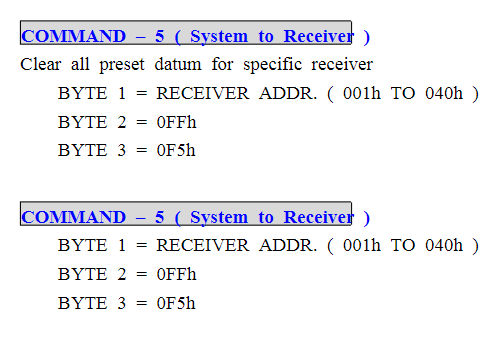 COMMAND – 5 ( System to Receiver )
Clear all preset datum for specific receiver
BYTE 1 = RECEIVER ADDR. ( 001h TO 040h )
BYTE 2 = 0FFh
BYTE 3 = 0F5h
COMMAND – 5 ( System to Receiver )
BYTE 1 = RECEIVER ADDR. ( 001h TO 040h )
BYTE 2 = 0FFh
BYTE 3 = 0F5h